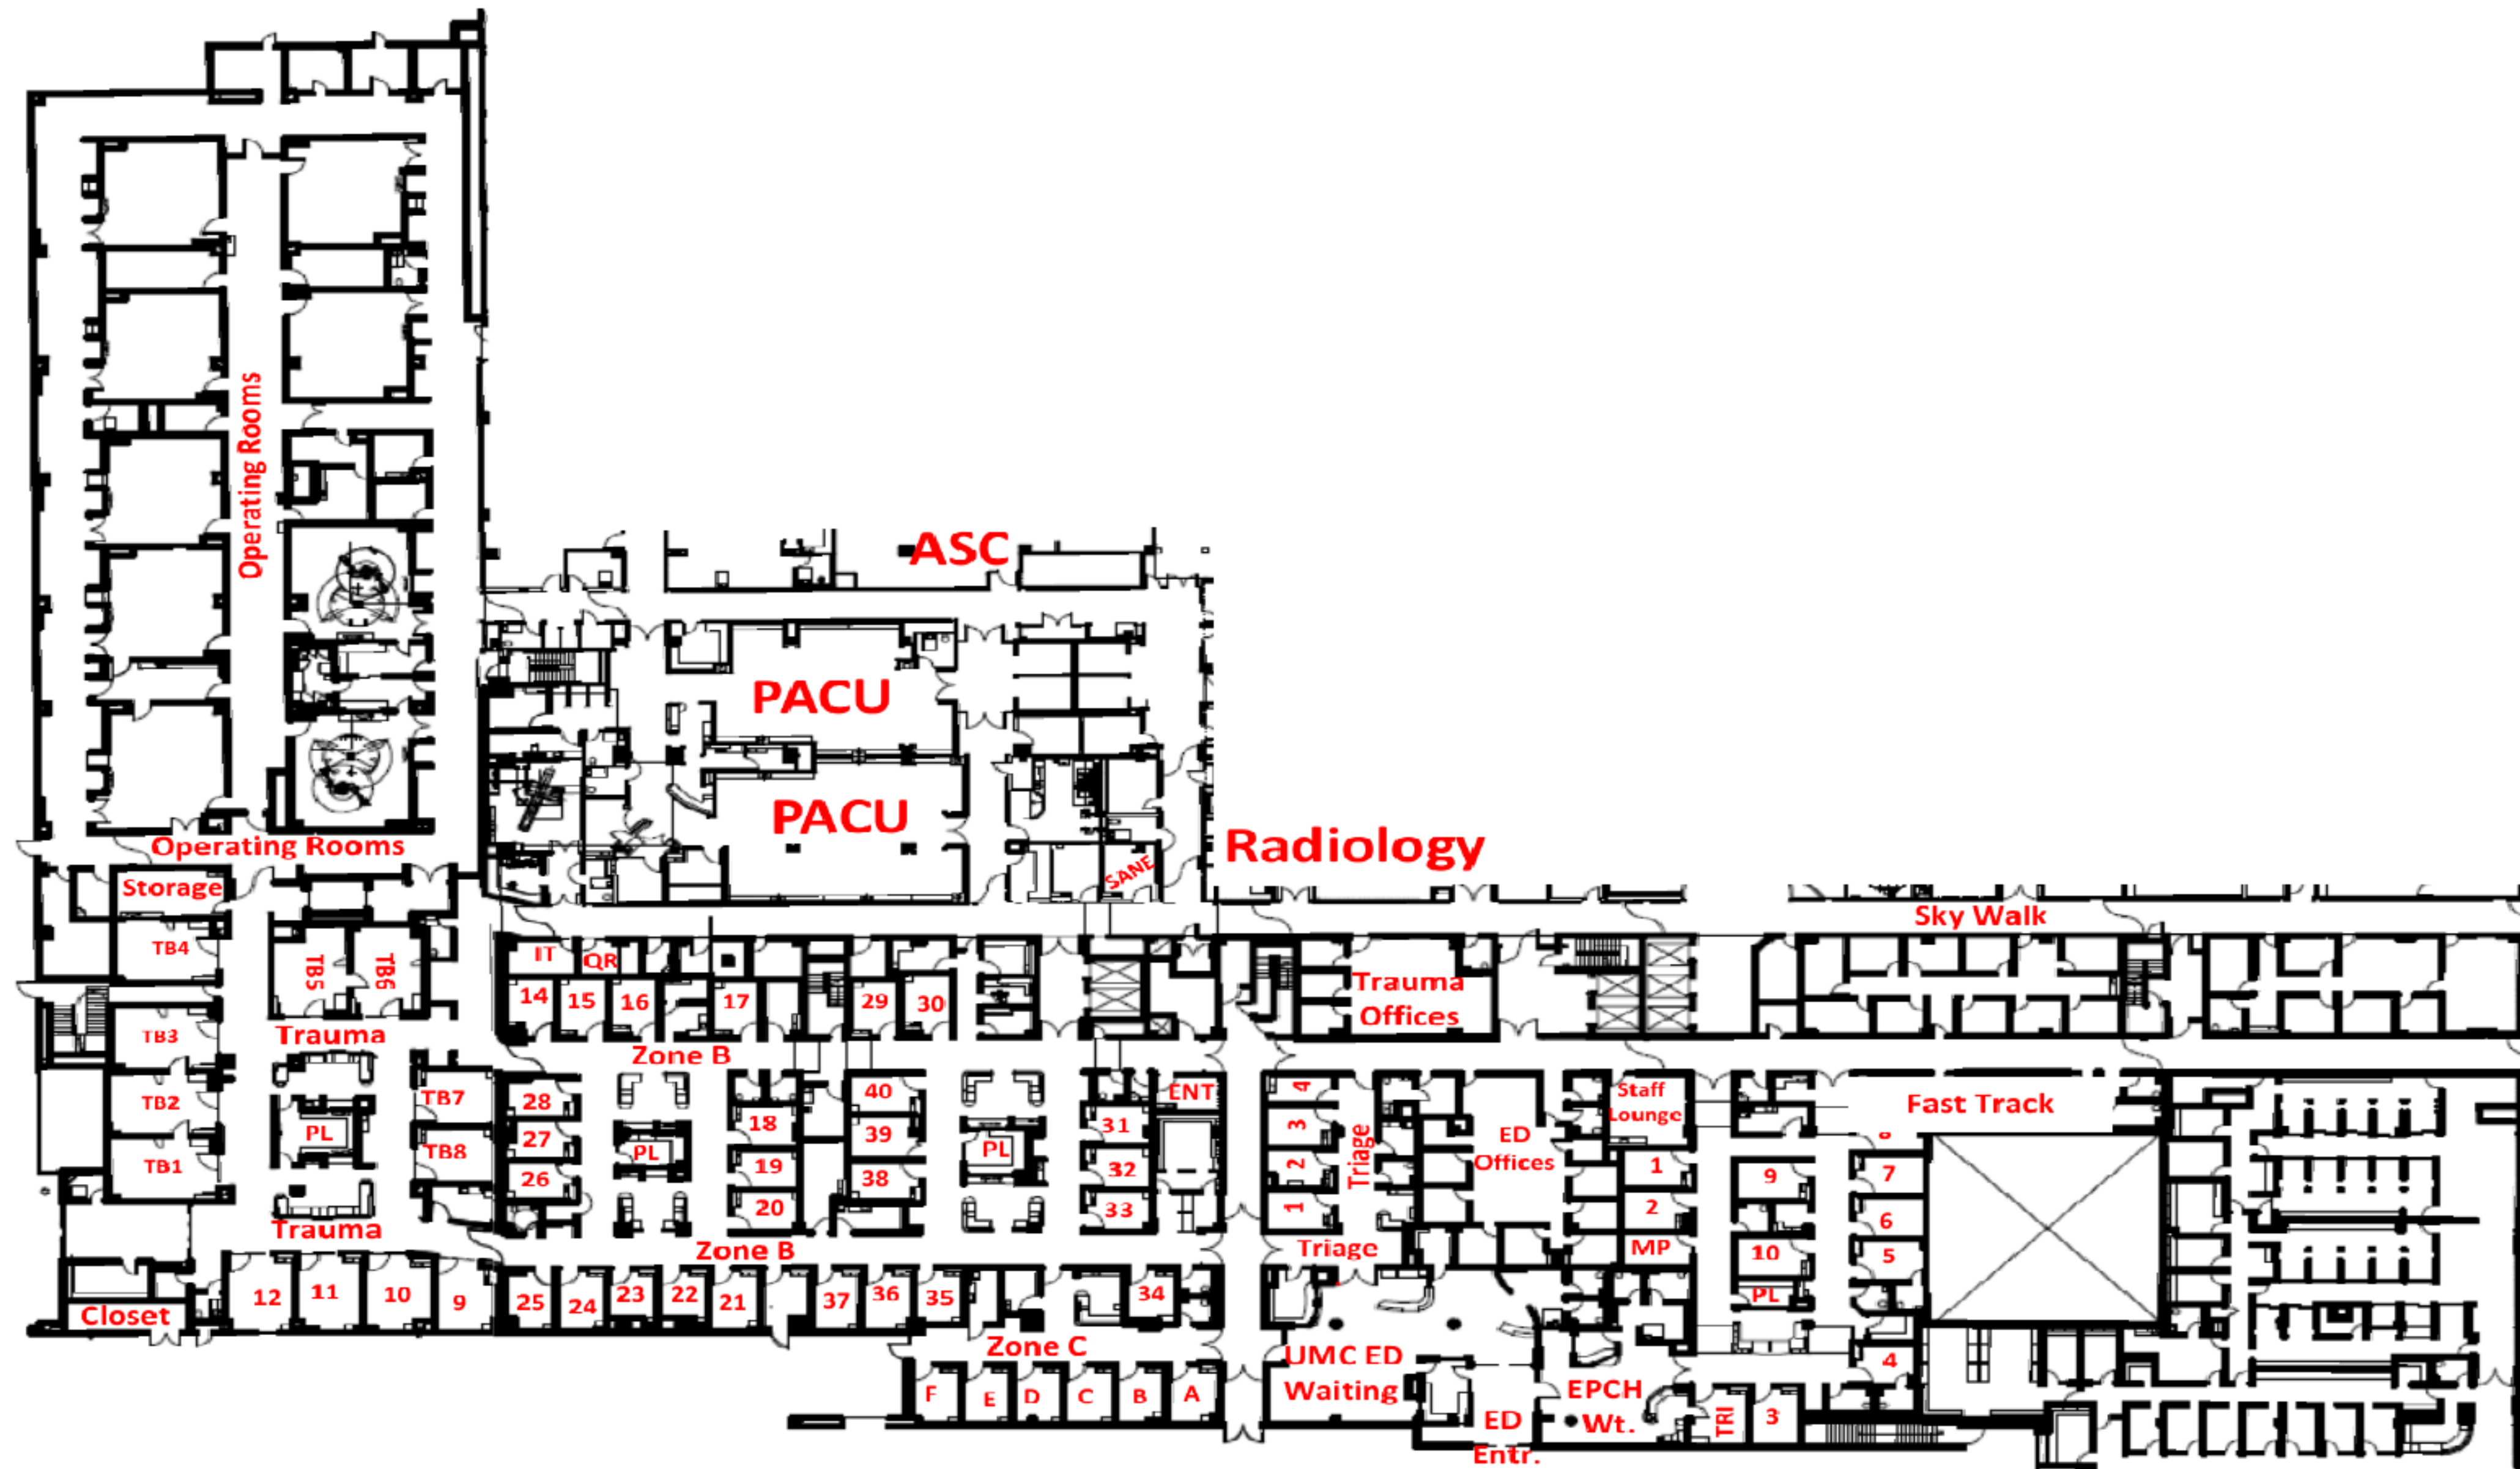 Operating Rooms
ASC
PACU
PACU
Operating Rooms
Radiology
SANE
Storage
Sky Walk
TB4
TB5
TB6
IT
QR
14
15
16
17
29
30
Trauma
Offices
TB3
Trauma
Zone B
TB2
TB7
28
40
ENT
4
Staff
Lounge
Fast Track
PL
27
18
39
31
3
Triage
ED
Offices
TB1
TB8
26
PL
19
38
PL
32
2
1
9
7
20
33
1
2
6
Trauma
Zone B
Triage
MP
10
5
Closet
12
11
10
9
25
24
23
22
21
37
36
35
34
PL
Zone C
UMC ED
Waiting
4
F
E
D
C
B
A
EPCH
Wt.
TRI
3
ED
Entr.